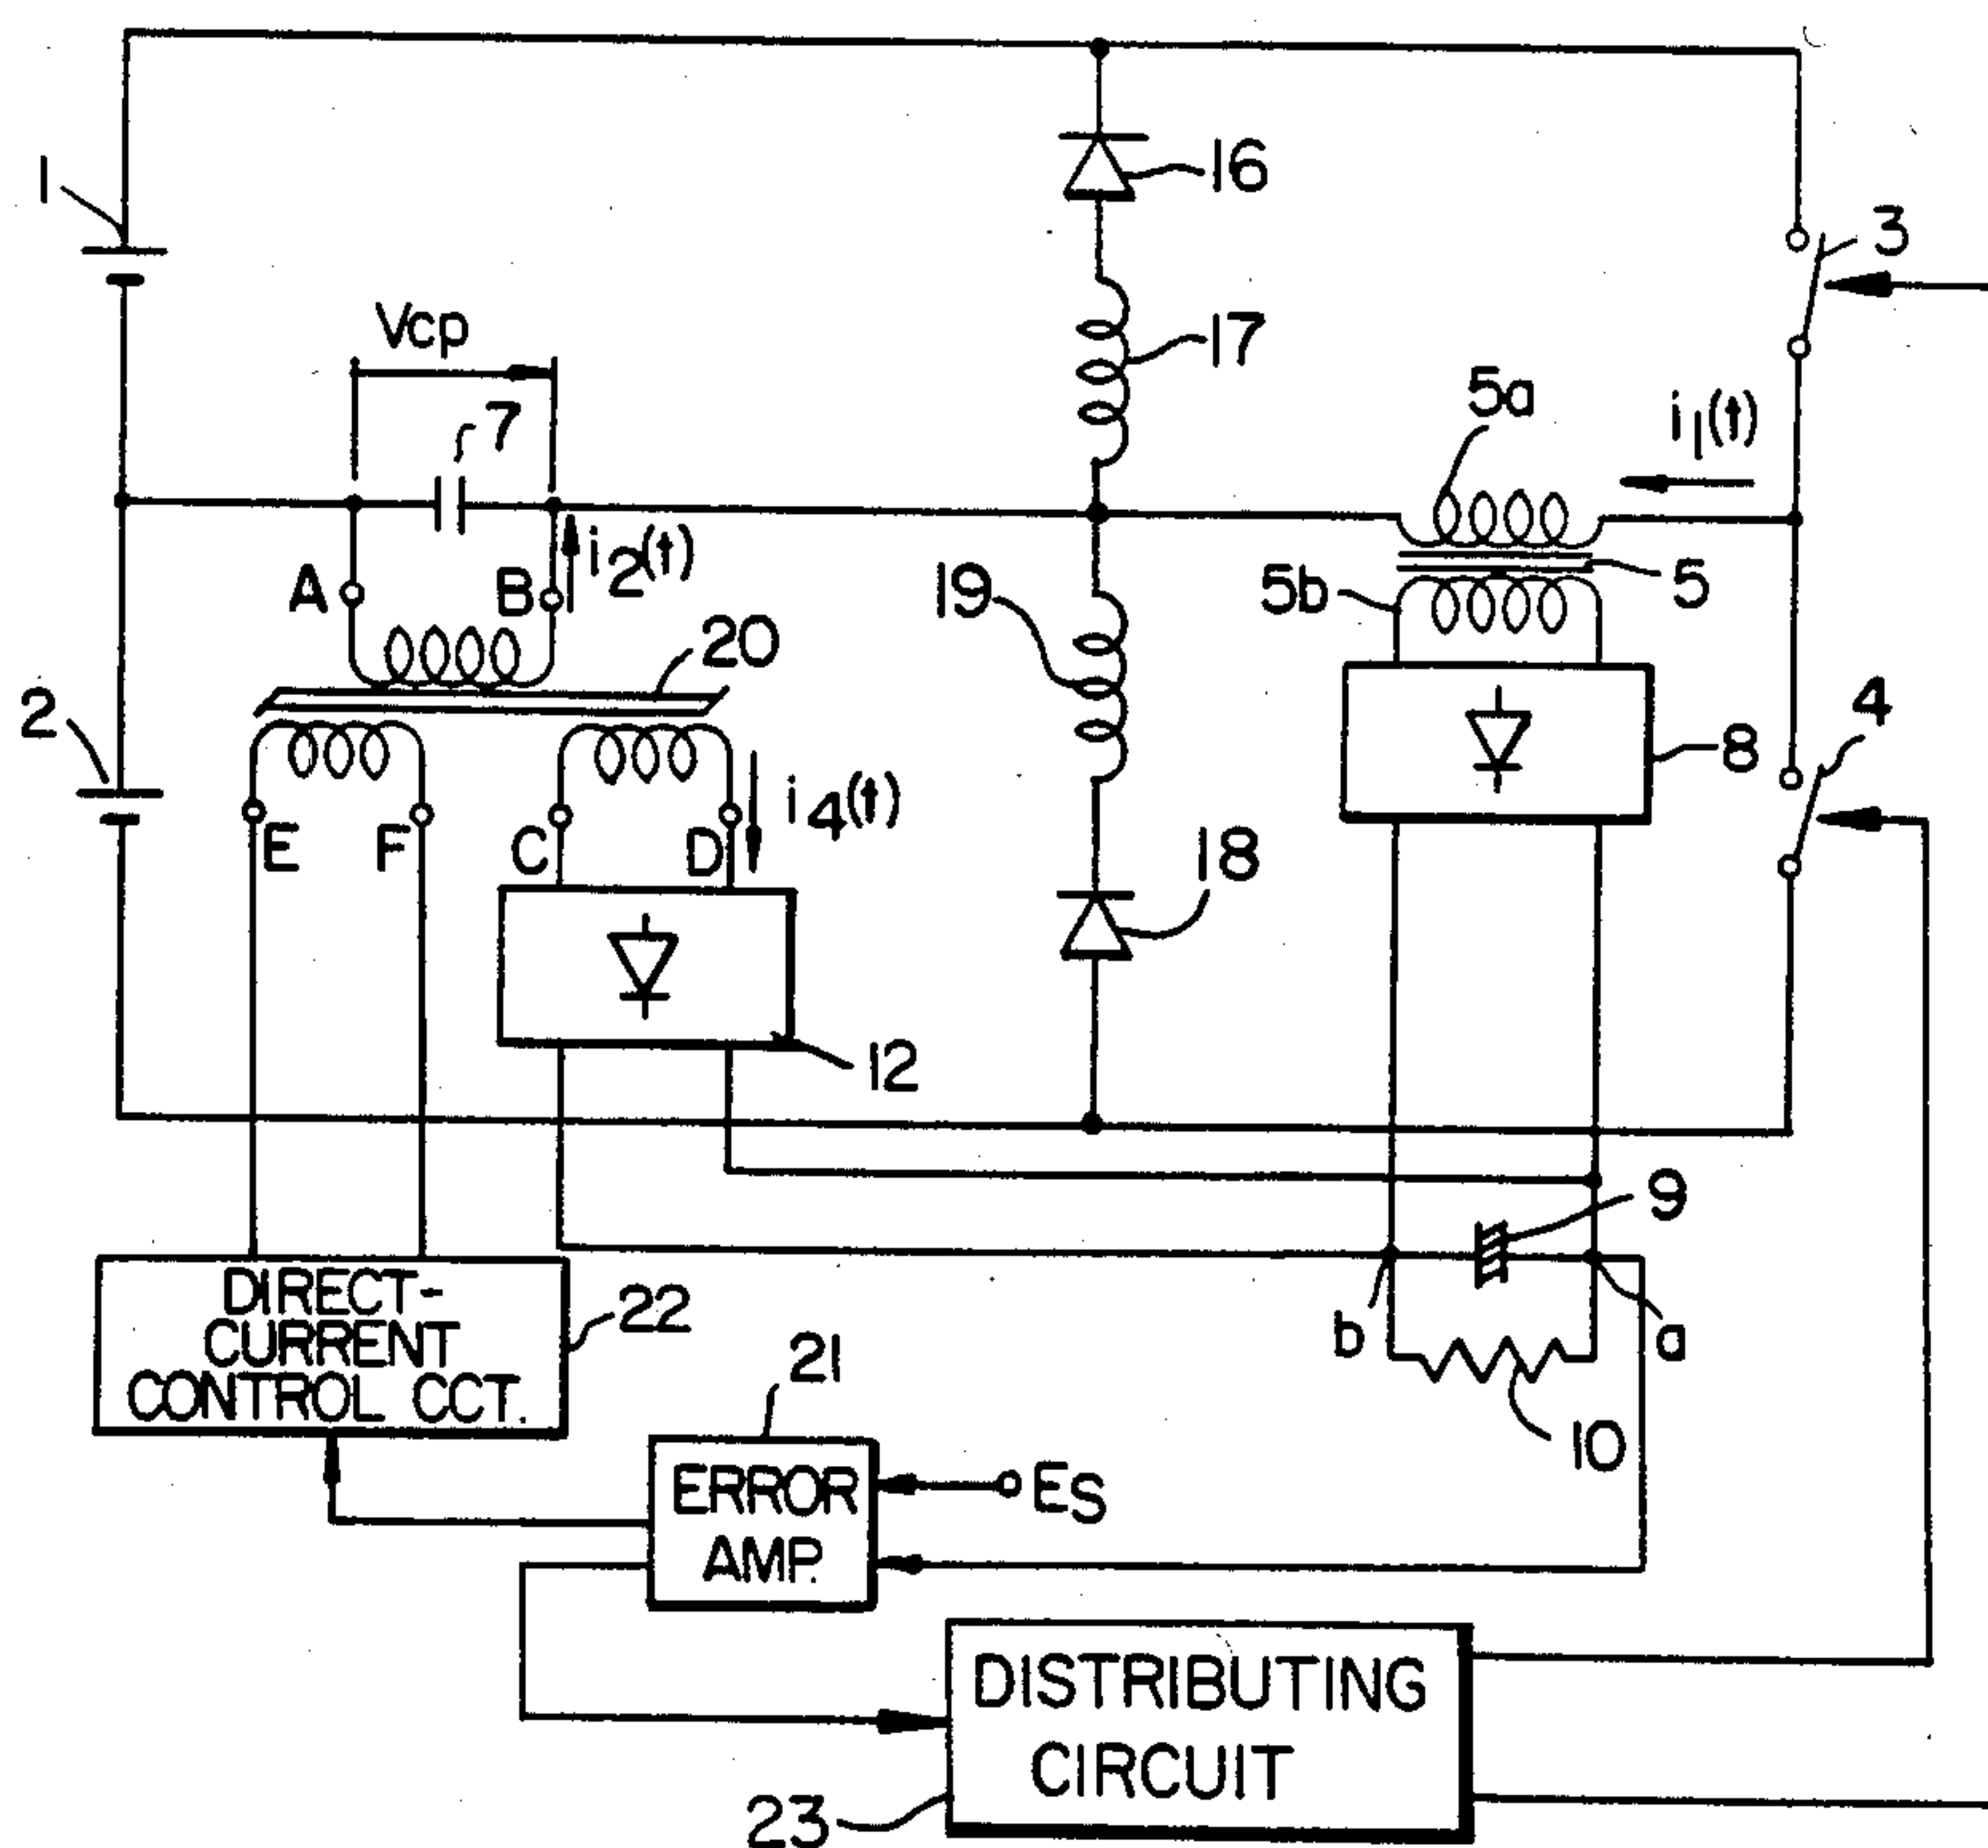 1
16
3
Vcp
17
7
5a
i1(t)
i2(t)
A
B
19
5b
5
20
2
4
8
i4(t)
E
F
C
D
18
12
9
DIRECT-
CURRENT
CONTROL CCT.
22
b
a
21
10
ERROR
AMP.
ES
DISTRIBUTING
CIRCUIT
23